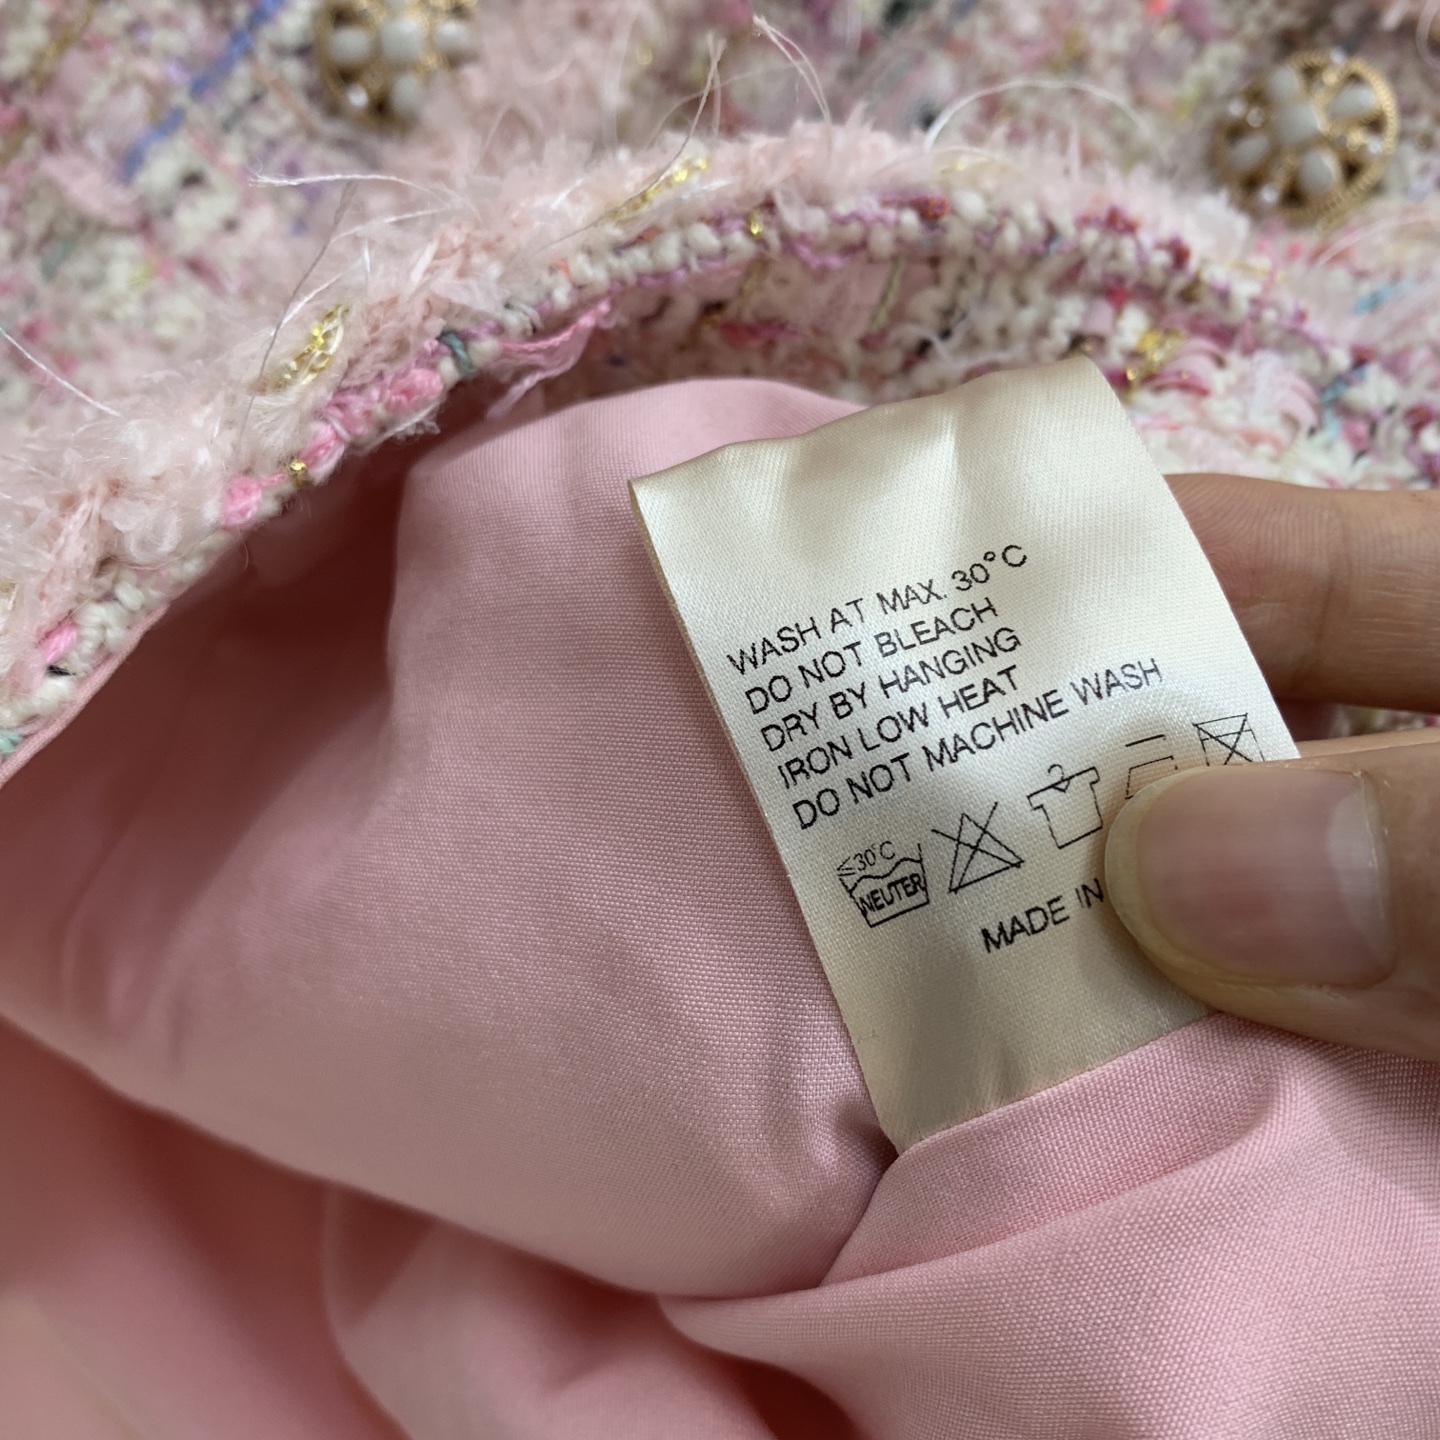 WASH AT MAX. 30°C
DO NOT BLEACH
DRY BY HANGING
IRON LOW HEAT
DO NOT MACHINE WASH
≤30°C
NEUTER
MADE IN